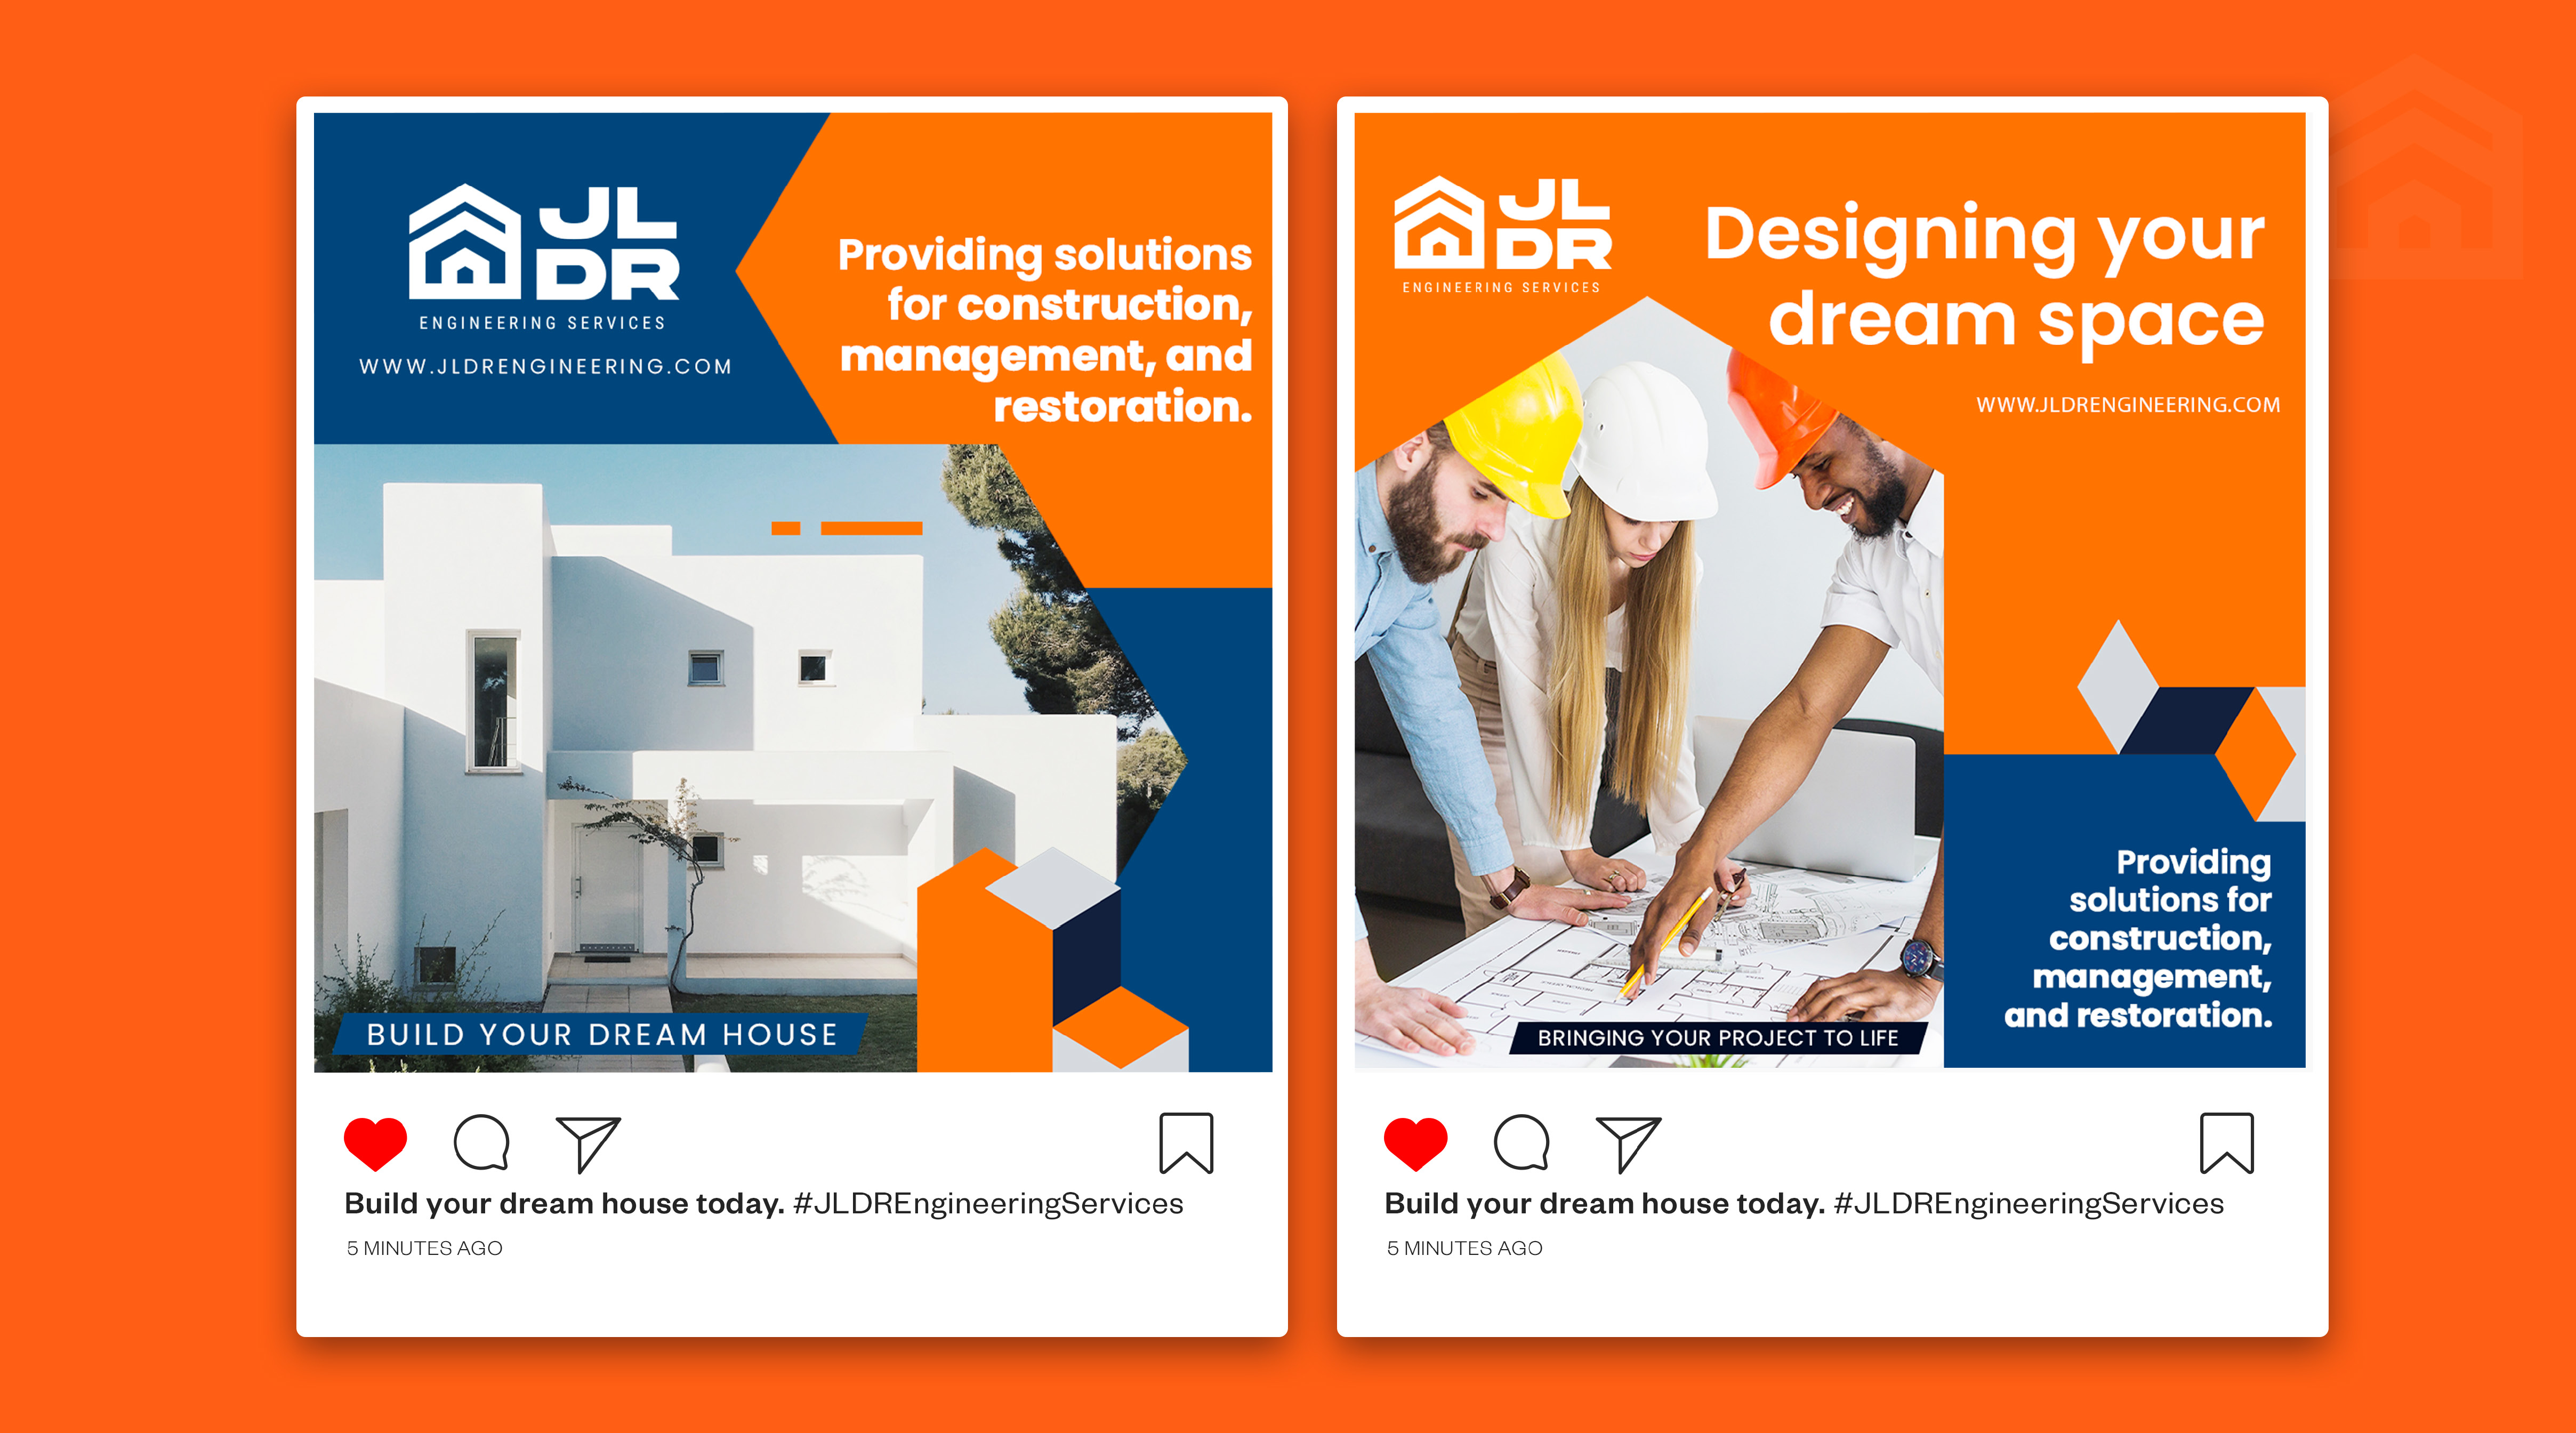 JL
DR
ENGINEERING SERVICES
WWW.JLDRENGINEERING.COM
Providing solutions
for construction,
management, and
restoration.
BUILD YOUR DREAM HOUSE
Build your dream house today. #JLDREngineeringServices
5 MINUTES AGO
JL
DR
ENGINEERING SERVICES
Designing your
dream space
WWW.JLDRENGINEERING.COM
Providing
solutions for
construction,
management,
and restoration.
BRINGING YOUR PROJECT TO LIFE
Build your dream house today. #JLDREngineeringServices
5 MINUTES AGO